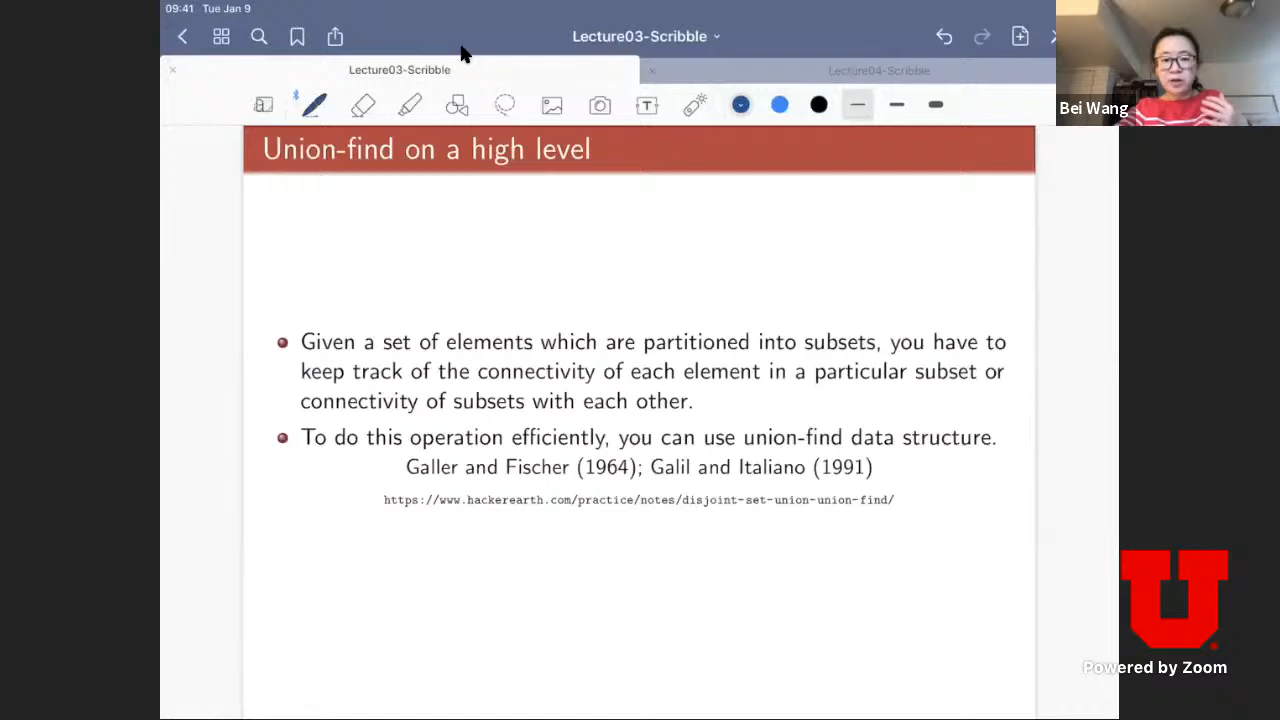 09:41 Tue Jan 9
Lecture03-Scribble
Lecture03-Scribble
Lecture04-Scribble
T
Bei Wang
Union-find on a high level
Given a set of elements which are partitioned into subsets, you have to
keep track of the connectivity of each element in a particular subset or
connectivity of subsets with each other.
To do this operation efficiently, you can use union-find data structure.
Galler and Fischer (1964); Galil and Italiano (1991)
https://www.hackerearth.com/practice/notes/disjoint-set-union-union-find/
U
Powered by Zoom